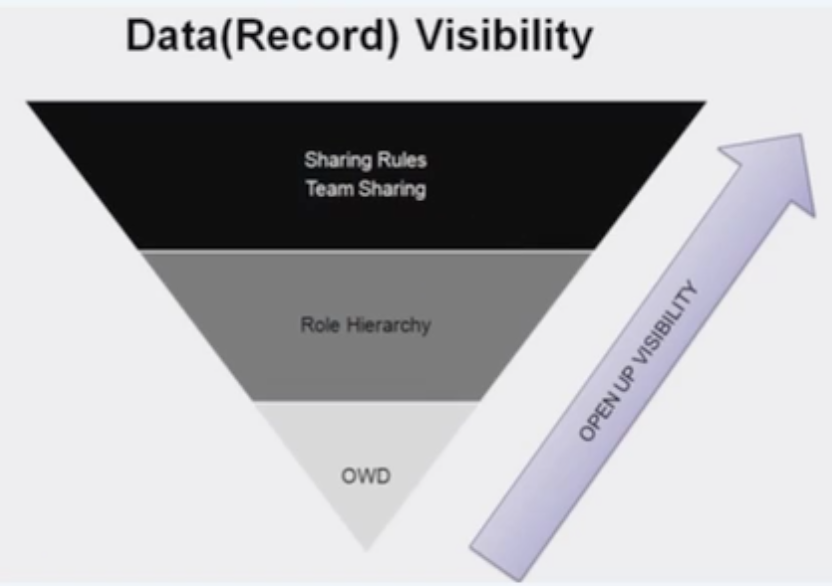 Data(Record) Visibility
Sharing Rules
Team Sharing
Role Hierarchy
OWD
OPEN UP VISIBILITY